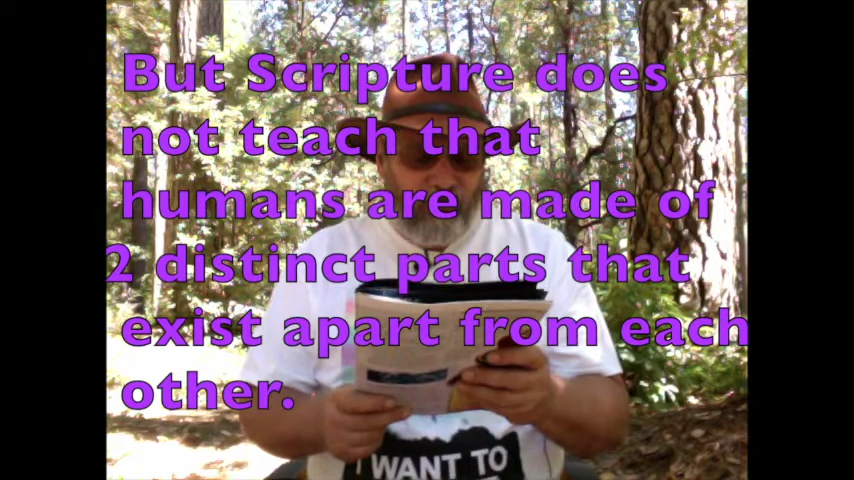 But Scripture does
not teach that
humans are made of
2 distinct parts that
exist apart from each
other.
I WANT TO